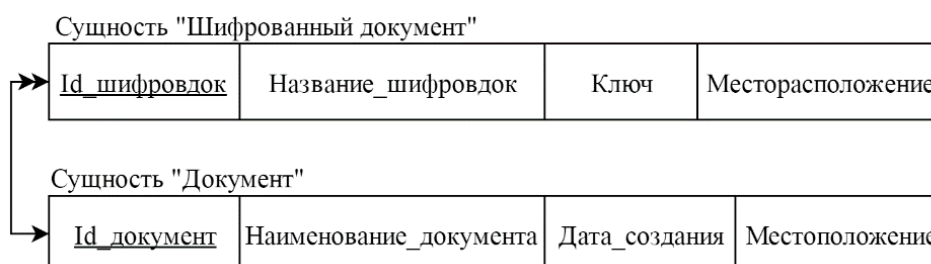 Сущность "Шифрованный документ"
Id_шифровдок Название_шифровдок Ключ Месторасположение
Сущность "Документ"
Id_документ Наименование_документа Дата_создания Местоположение